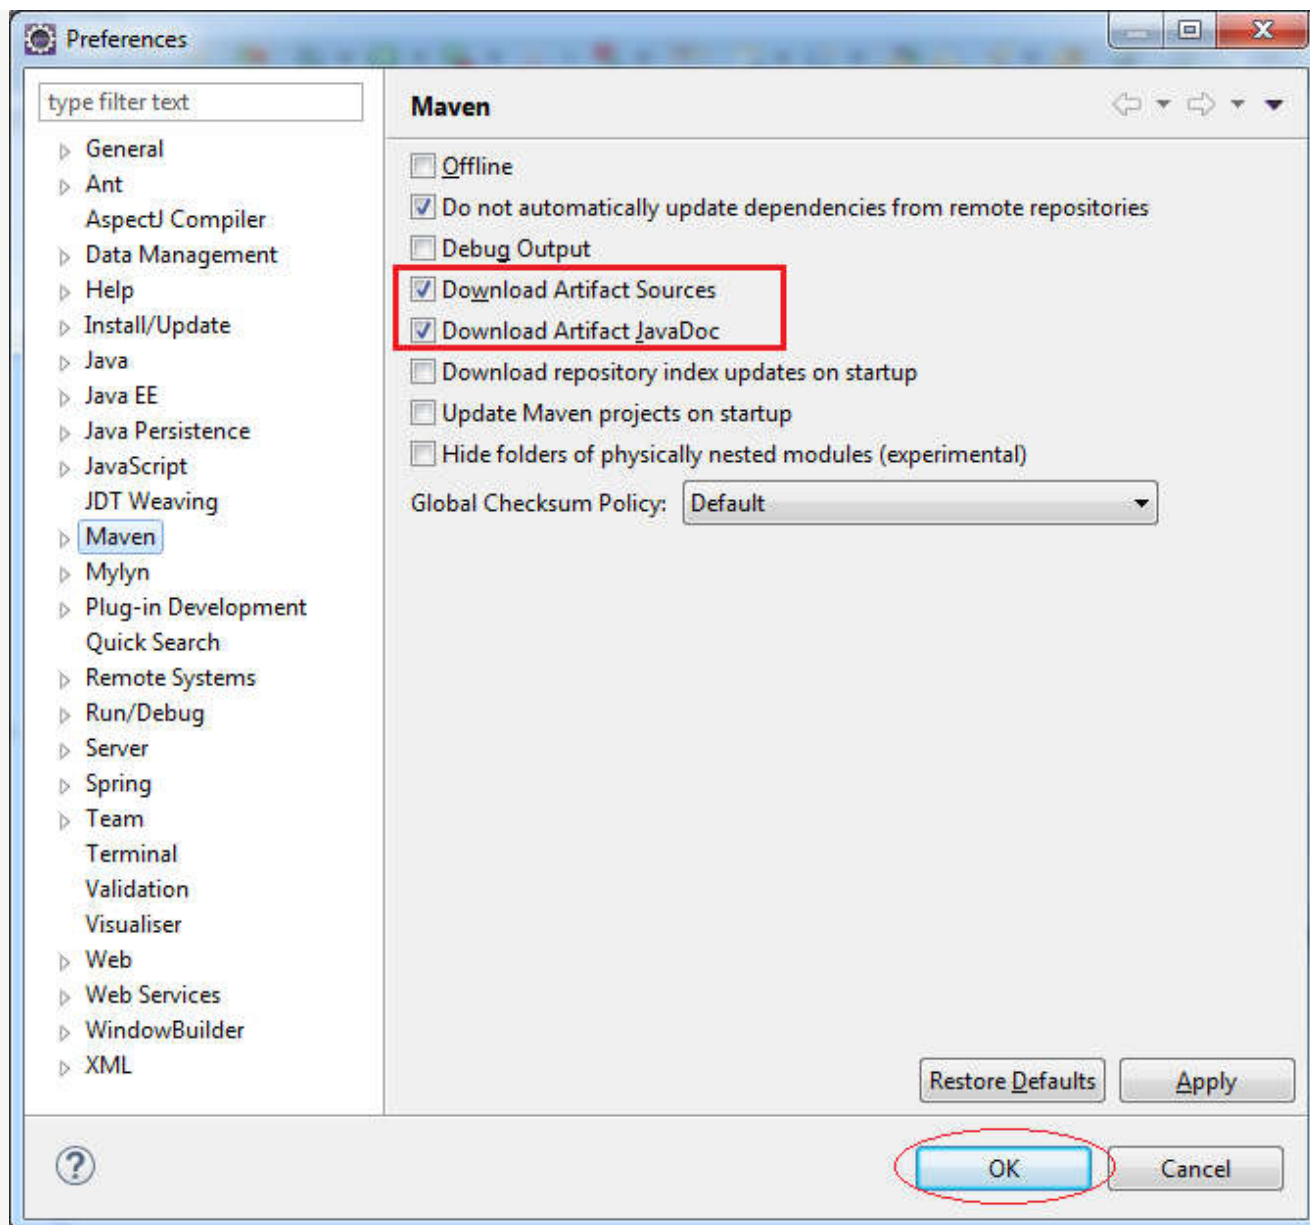 Preferences
type filter text
General
Ant
AspectJ Compiler
Data Management
Help
Install/Update
Java
Java EE
Java Persistence
JavaScript
JDT Weaving
Maven
Mylyn
Plug-in Development
Quick Search
Remote Systems
Run/Debug
Server
Spring
Team
Terminal
Validation
Visualiser
Web
Web Services
WindowBuilder
XML
Maven
Offline
Do not automatically update dependencies from remote repositories
Debug Output
Download Artifact Sources
Download Artifact JavaDoc
Download repository index updates on startup
Update Maven projects on startup
Hide folders of physically nested modules (experimental)
Global Checksum Policy: Default
Restore Defaults Apply
? OK Cancel